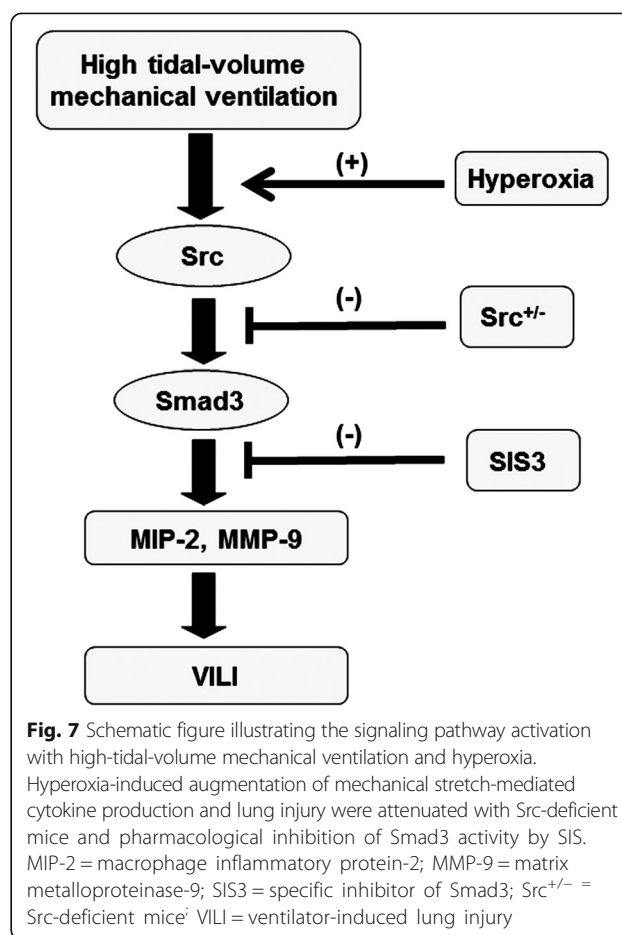 High tidal-volume
mechanical ventilation
(+)
Hyperoxia
Src
(-)
Src+/-
Smad3
(-)
SIS3
MIP-2, MMP-9
VILI
Fig. 7 Schematic figure illustrating the signaling pathway activation
with high-tidal-volume mechanical ventilation and hyperoxia.
Hyperoxia-induced augmentation of mechanical stretch-mediated
cytokine production and lung injury were attenuated with Src-deficient
mice and pharmacological inhibition of Smad3 activity by SIS.
MIP-2 = macrophage inflammatory protein-2; MMP-9 = matrix
metalloproteinase-9; SIS3 = specific inhibitor of Smad3; Src+/− =
Src-deficient mice; VILI = ventilator-induced lung injury